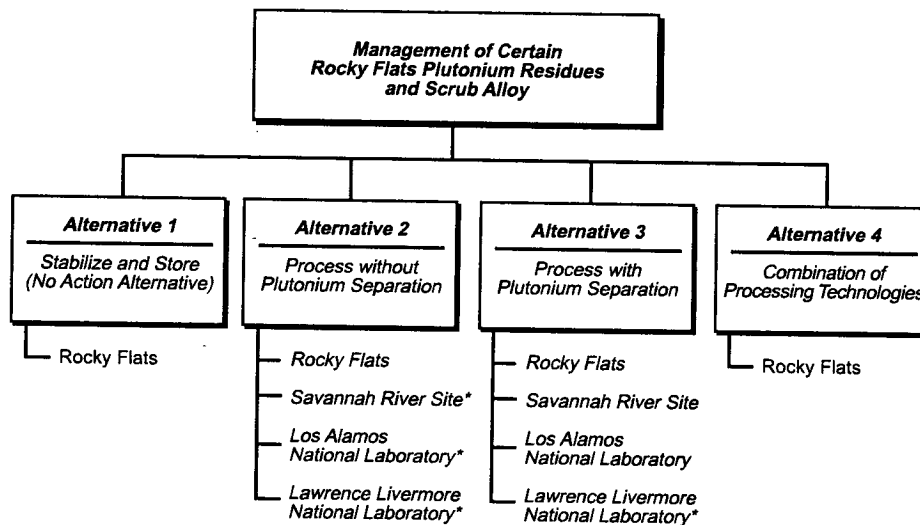 Management of Certain
Rocky Flats Plutonium Residues
and Scrub Alloy
Alternative 1
Stabilize and Store
(No Action Alternative)
Rocky Flats
Alternative 2
Process without
Plutonium Separation
Rocky Flats
Savannah River Site*
Los Alamos
National Laboratory*
Lawrence Livermore
National Laboratory*
Alternative 3
Process with
Plutonium Separation
Rocky Flats
Savannah River Site
Los Alamos
National Laboratory
Lawrence Livermore
National Laboratory*
Alternative 4
Combination of
Processing Technologies
Rocky Flats